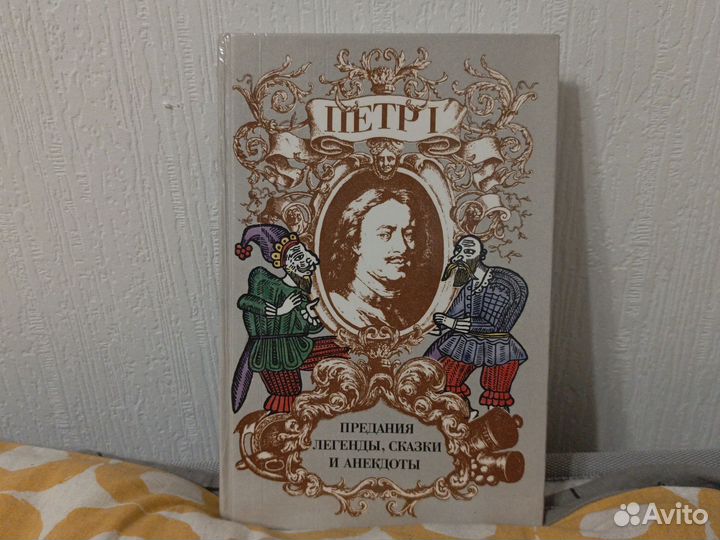 ПЕТР I
ПРЕДАНИЯ
ЛЕГЕНДЫ, СКАЗКИ
И АНЕКДОТЫ
Avito